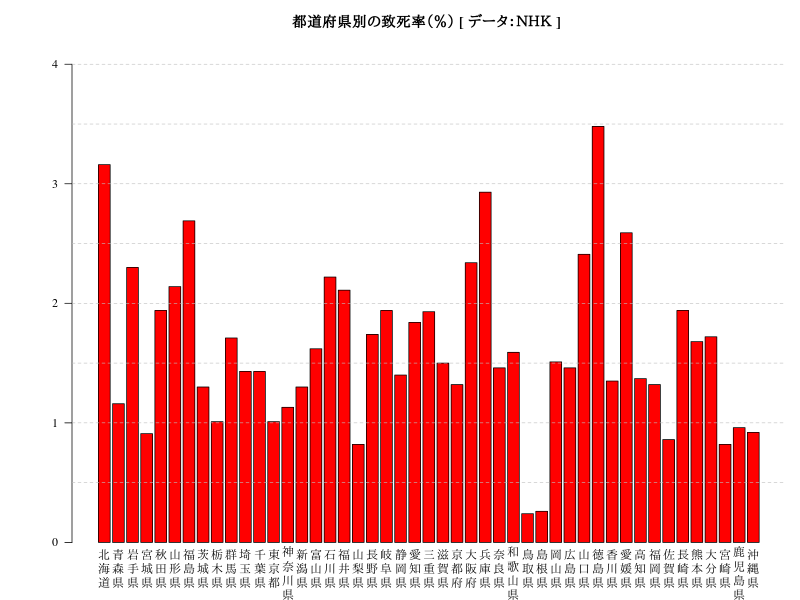 都道府県別の致死率(%) [ データ：NHK ]
4
3
2
1
0
北海道
青森県
岩手県
宮城県
秋田県
山形県
福島県
茨城県
栃木県
群馬県
埼玉県
千葉県
東京都
神奈川県
新潟県
富山県
石川県
福井県
山梨県
長野県
岐阜県
静岡県
愛知県
三重県
滋賀県
京都府
大阪府
兵庫県
奈良県
和歌山県
鳥取県
島根県
岡山県
広島県
山口県
徳島県
香川県
愛媛県
高知県
福岡県
佐賀県
長崎県
熊本県
大分県
宮崎県
鹿児島県
沖縄県